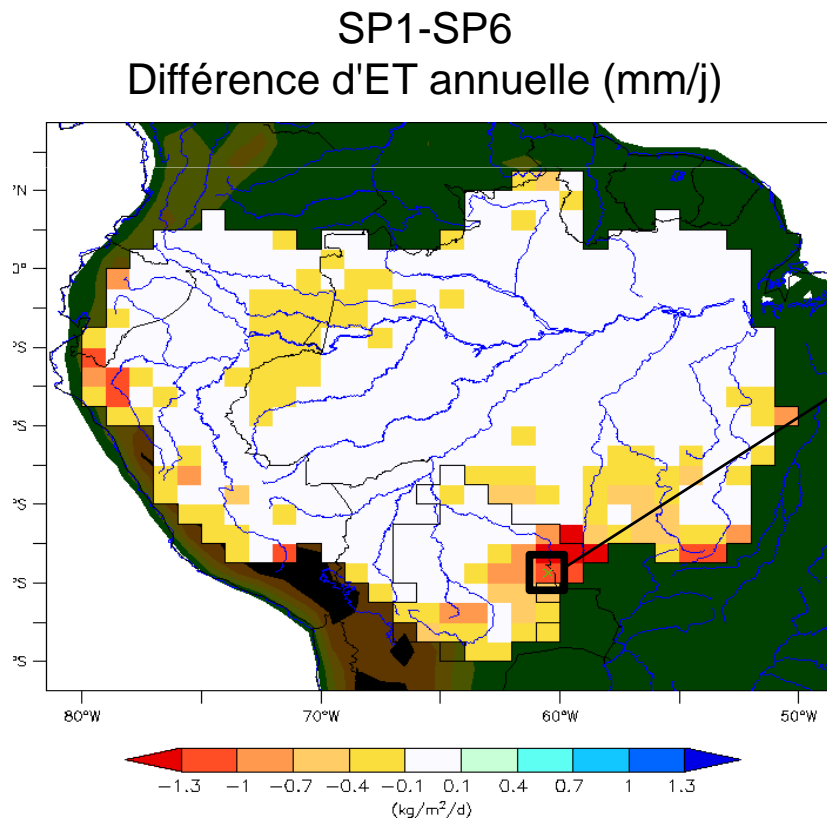 SP1-SP6
Différence d'ET annuelle (mm/j)
°N
°S
°S
°S
°S
°S
80°W 70°W 60°W 50°W
−1.3 −1 −0.7 −0.4 −0.1 0.1 0.4 0.7 1 1.3
(kg/m²/d)